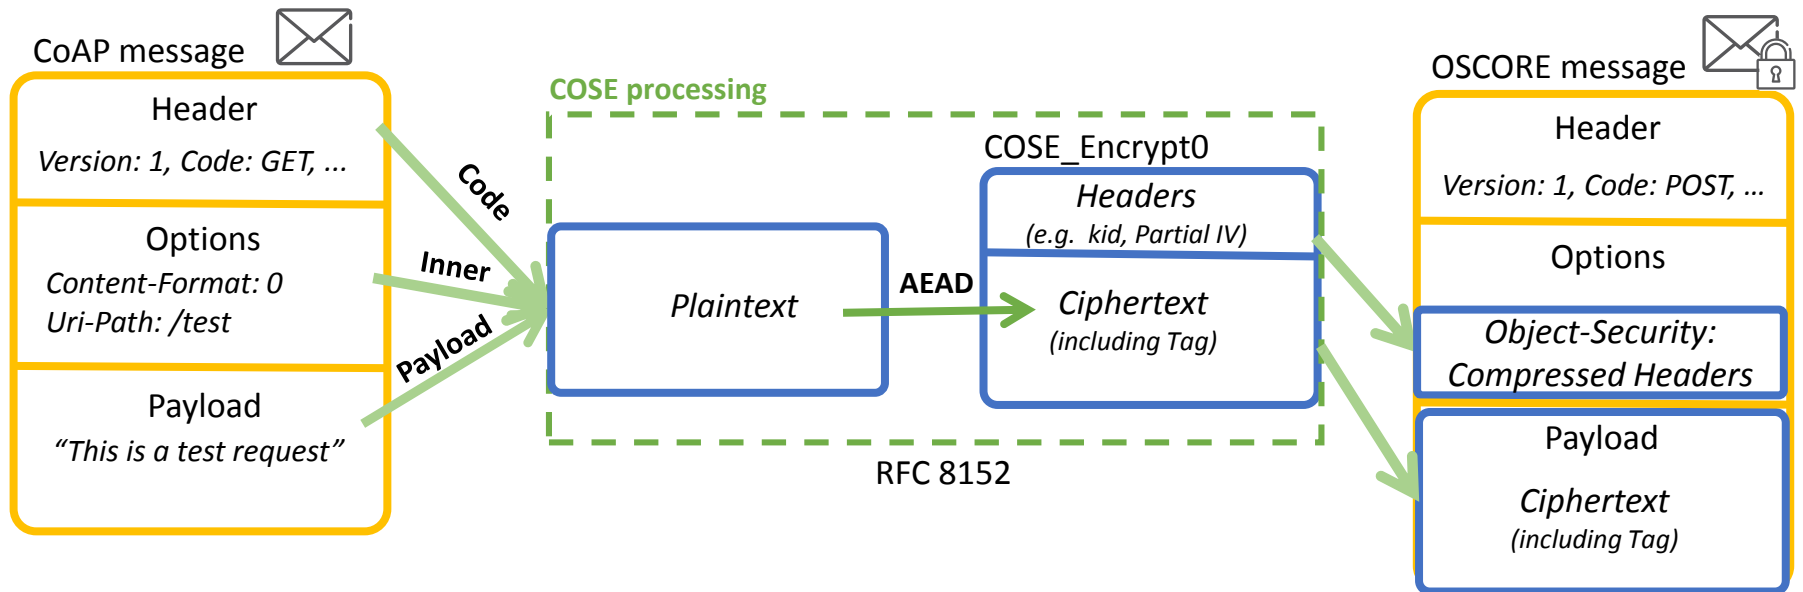 CoAP message
Header
Version: 1, Code: GET, ...
Options
Content-Format: 0
Uri-Path: /test
Payload
“This is a test request”
Code
Inner
Payload
COSE processing
Plaintext
AEAD
COSE_Encrypt0
Headers
(e.g. kid, Partial IV)
Ciphertext
(including Tag)
RFC 8152
OSCORE message
Header
Version: 1, Code: POST, ...
Options
Object-Security:
Compressed Headers
Payload
Ciphertext
(including Tag)